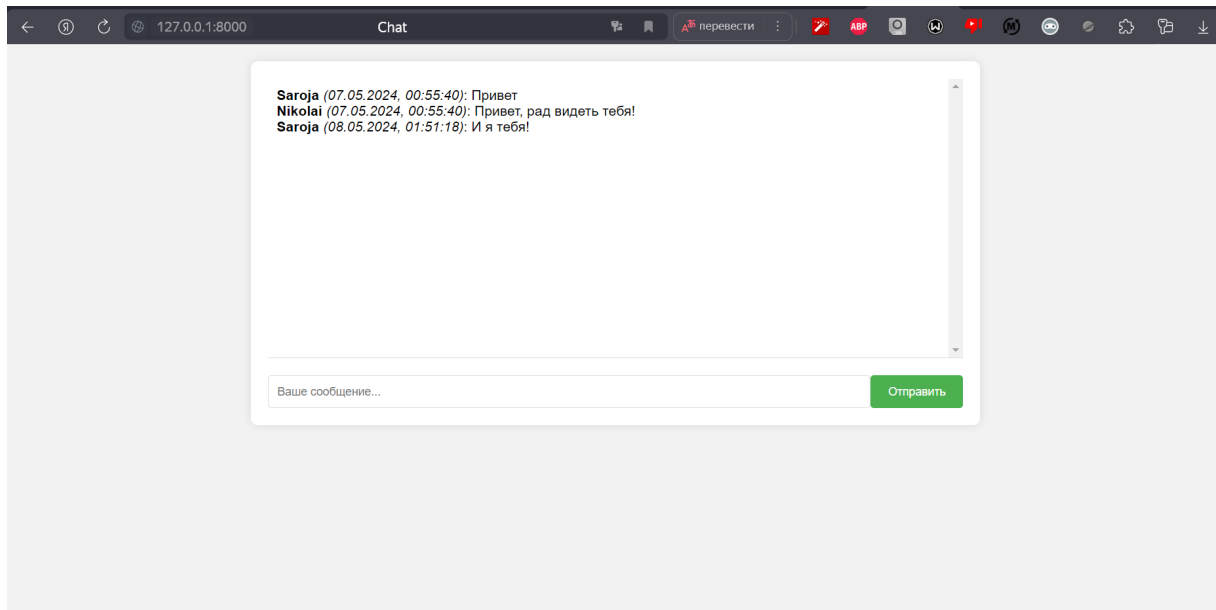 127.0.0.1:8000 Chat перевести ABP
Saroja (07.05.2024, 00:55:40): Привет
Nikolai (07.05.2024, 00:55:40): Привет, рад видеть тебя!
Saroja (08.05.2024, 01:51:18): И я тебя!
Ваше сообщение... Отправить